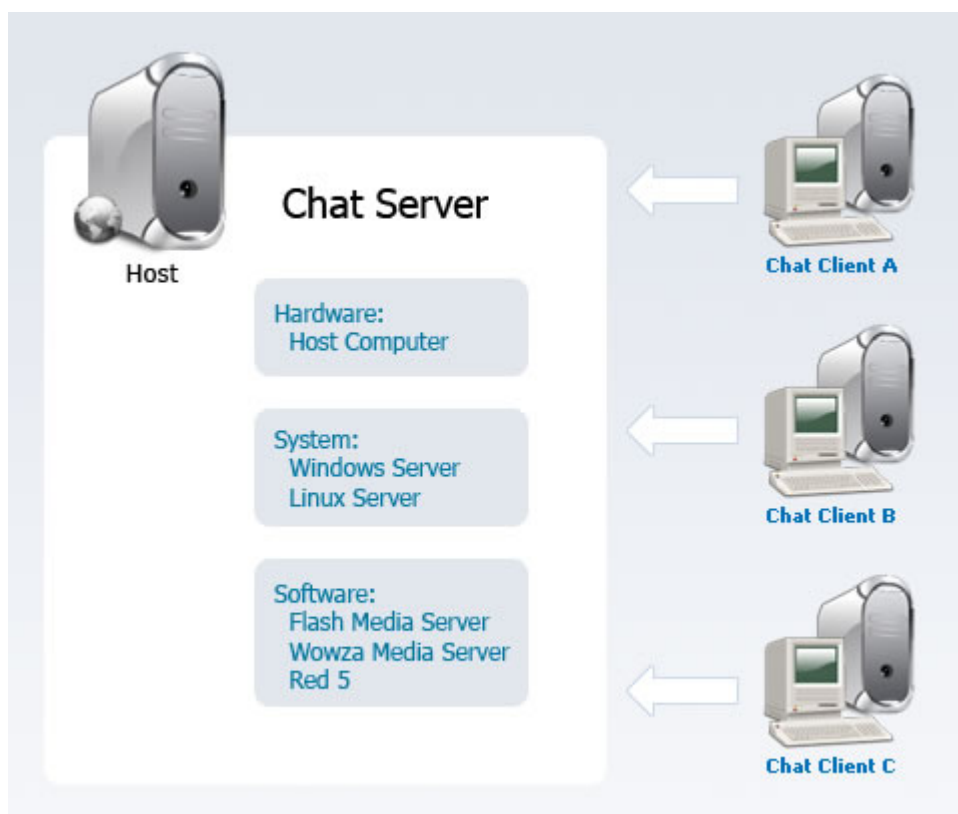 Chat Server
Host
Hardware:
Host Computer
System:
Windows Server
Linux Server
Software:
Flash Media Server
Wowza Media Server
Red 5
Chat Client A
Chat Client B
Chat Client C